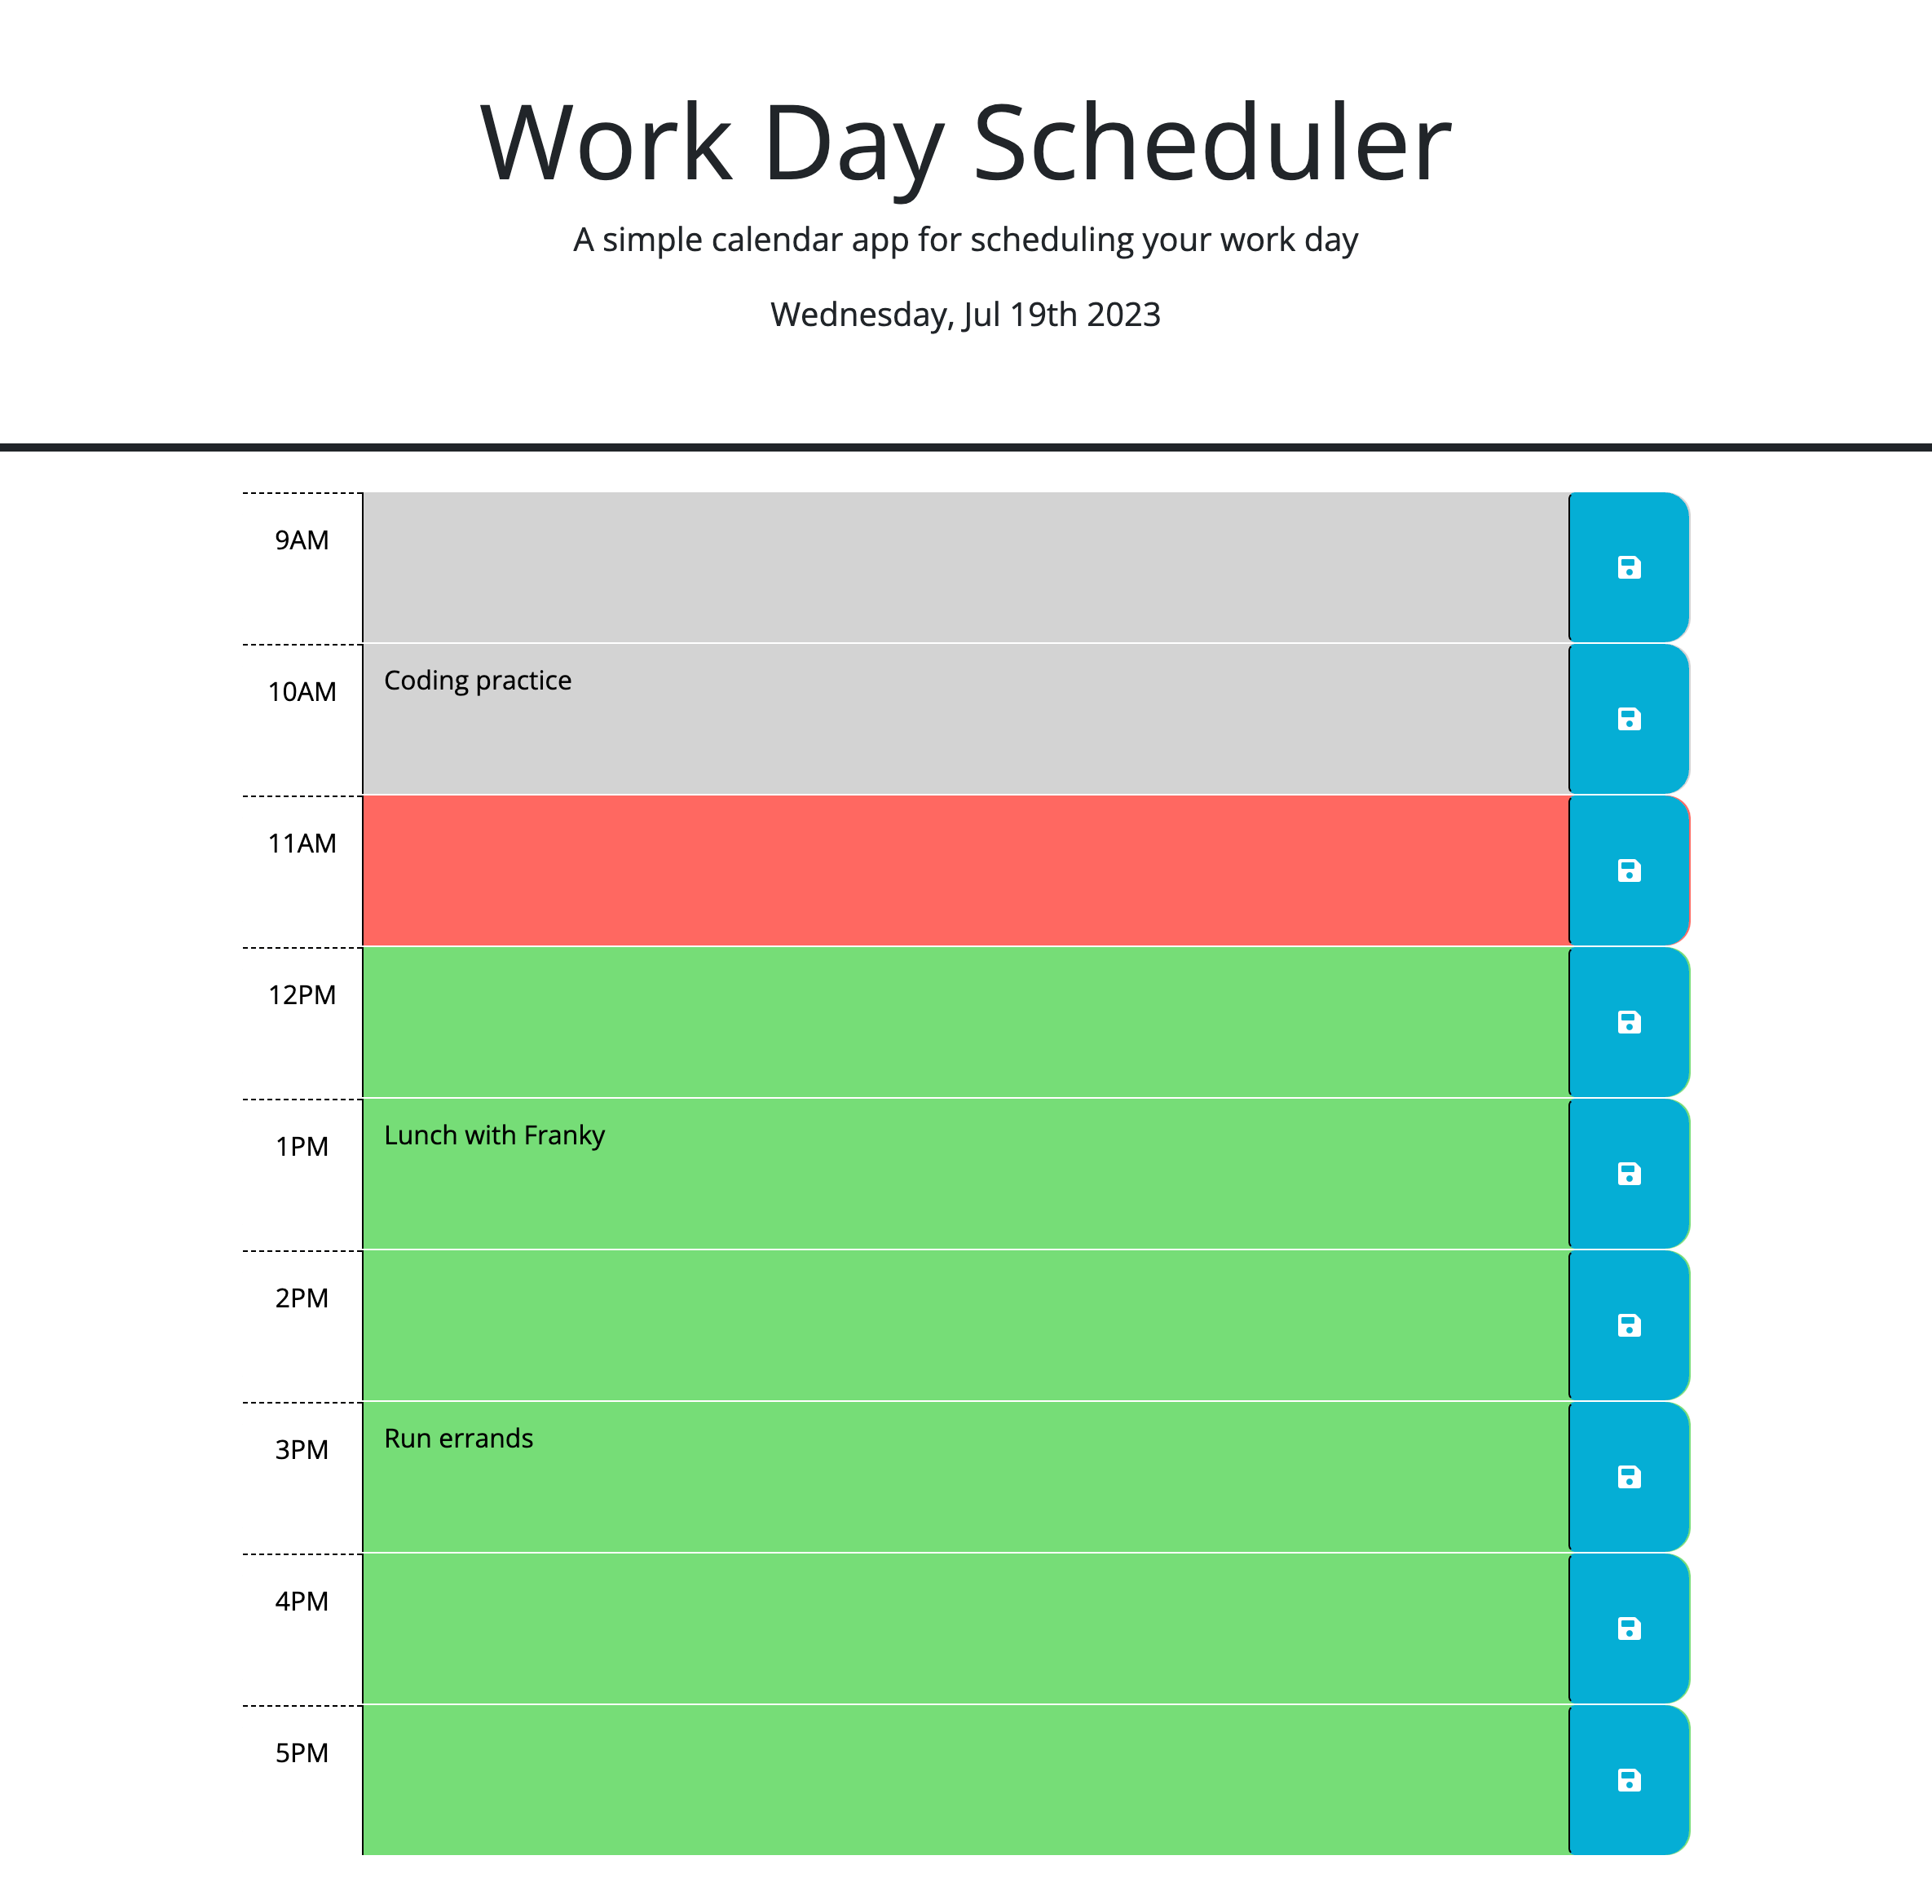 Work Day Scheduler
A simple calendar app for scheduling your work day
Wednesday, Jul 19th 2023
9AM
10AM
Coding practice
11AM
12PM
1PM
Lunch with Franky
2PM
3PM
Run errands
4PM
5PM